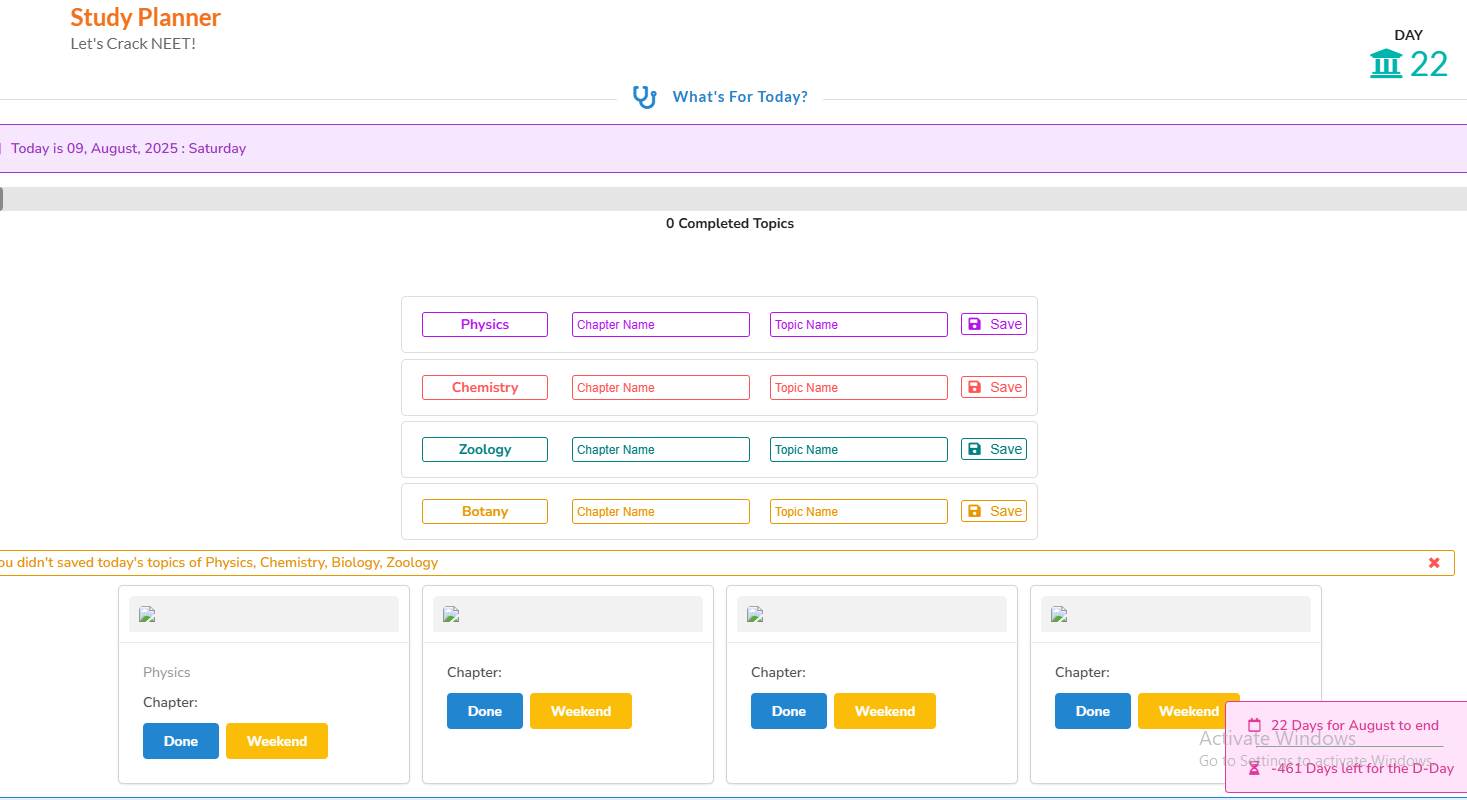 Study Planner
Let's Crack NEET!
DAY
22
What's For Today?
Today is 09, August, 2025 : Saturday
0 Completed Topics
Physics Chapter Name Topic Name Save
Chemistry Chapter Name Topic Name Save
Zoology Chapter Name Topic Name Save
Botany Chapter Name Topic Name Save
ou didn't saved today's topics of Physics, Chemistry, Biology, Zoology
Physics
Chapter:
Done Weekend
Chapter:
Done Weekend
Chapter:
Done Weekend
Chapter:
Done Weekend
22 Days for August to end
Activate Windows
Go to Settings to activate Windows.
-461 Days left for the D-Day